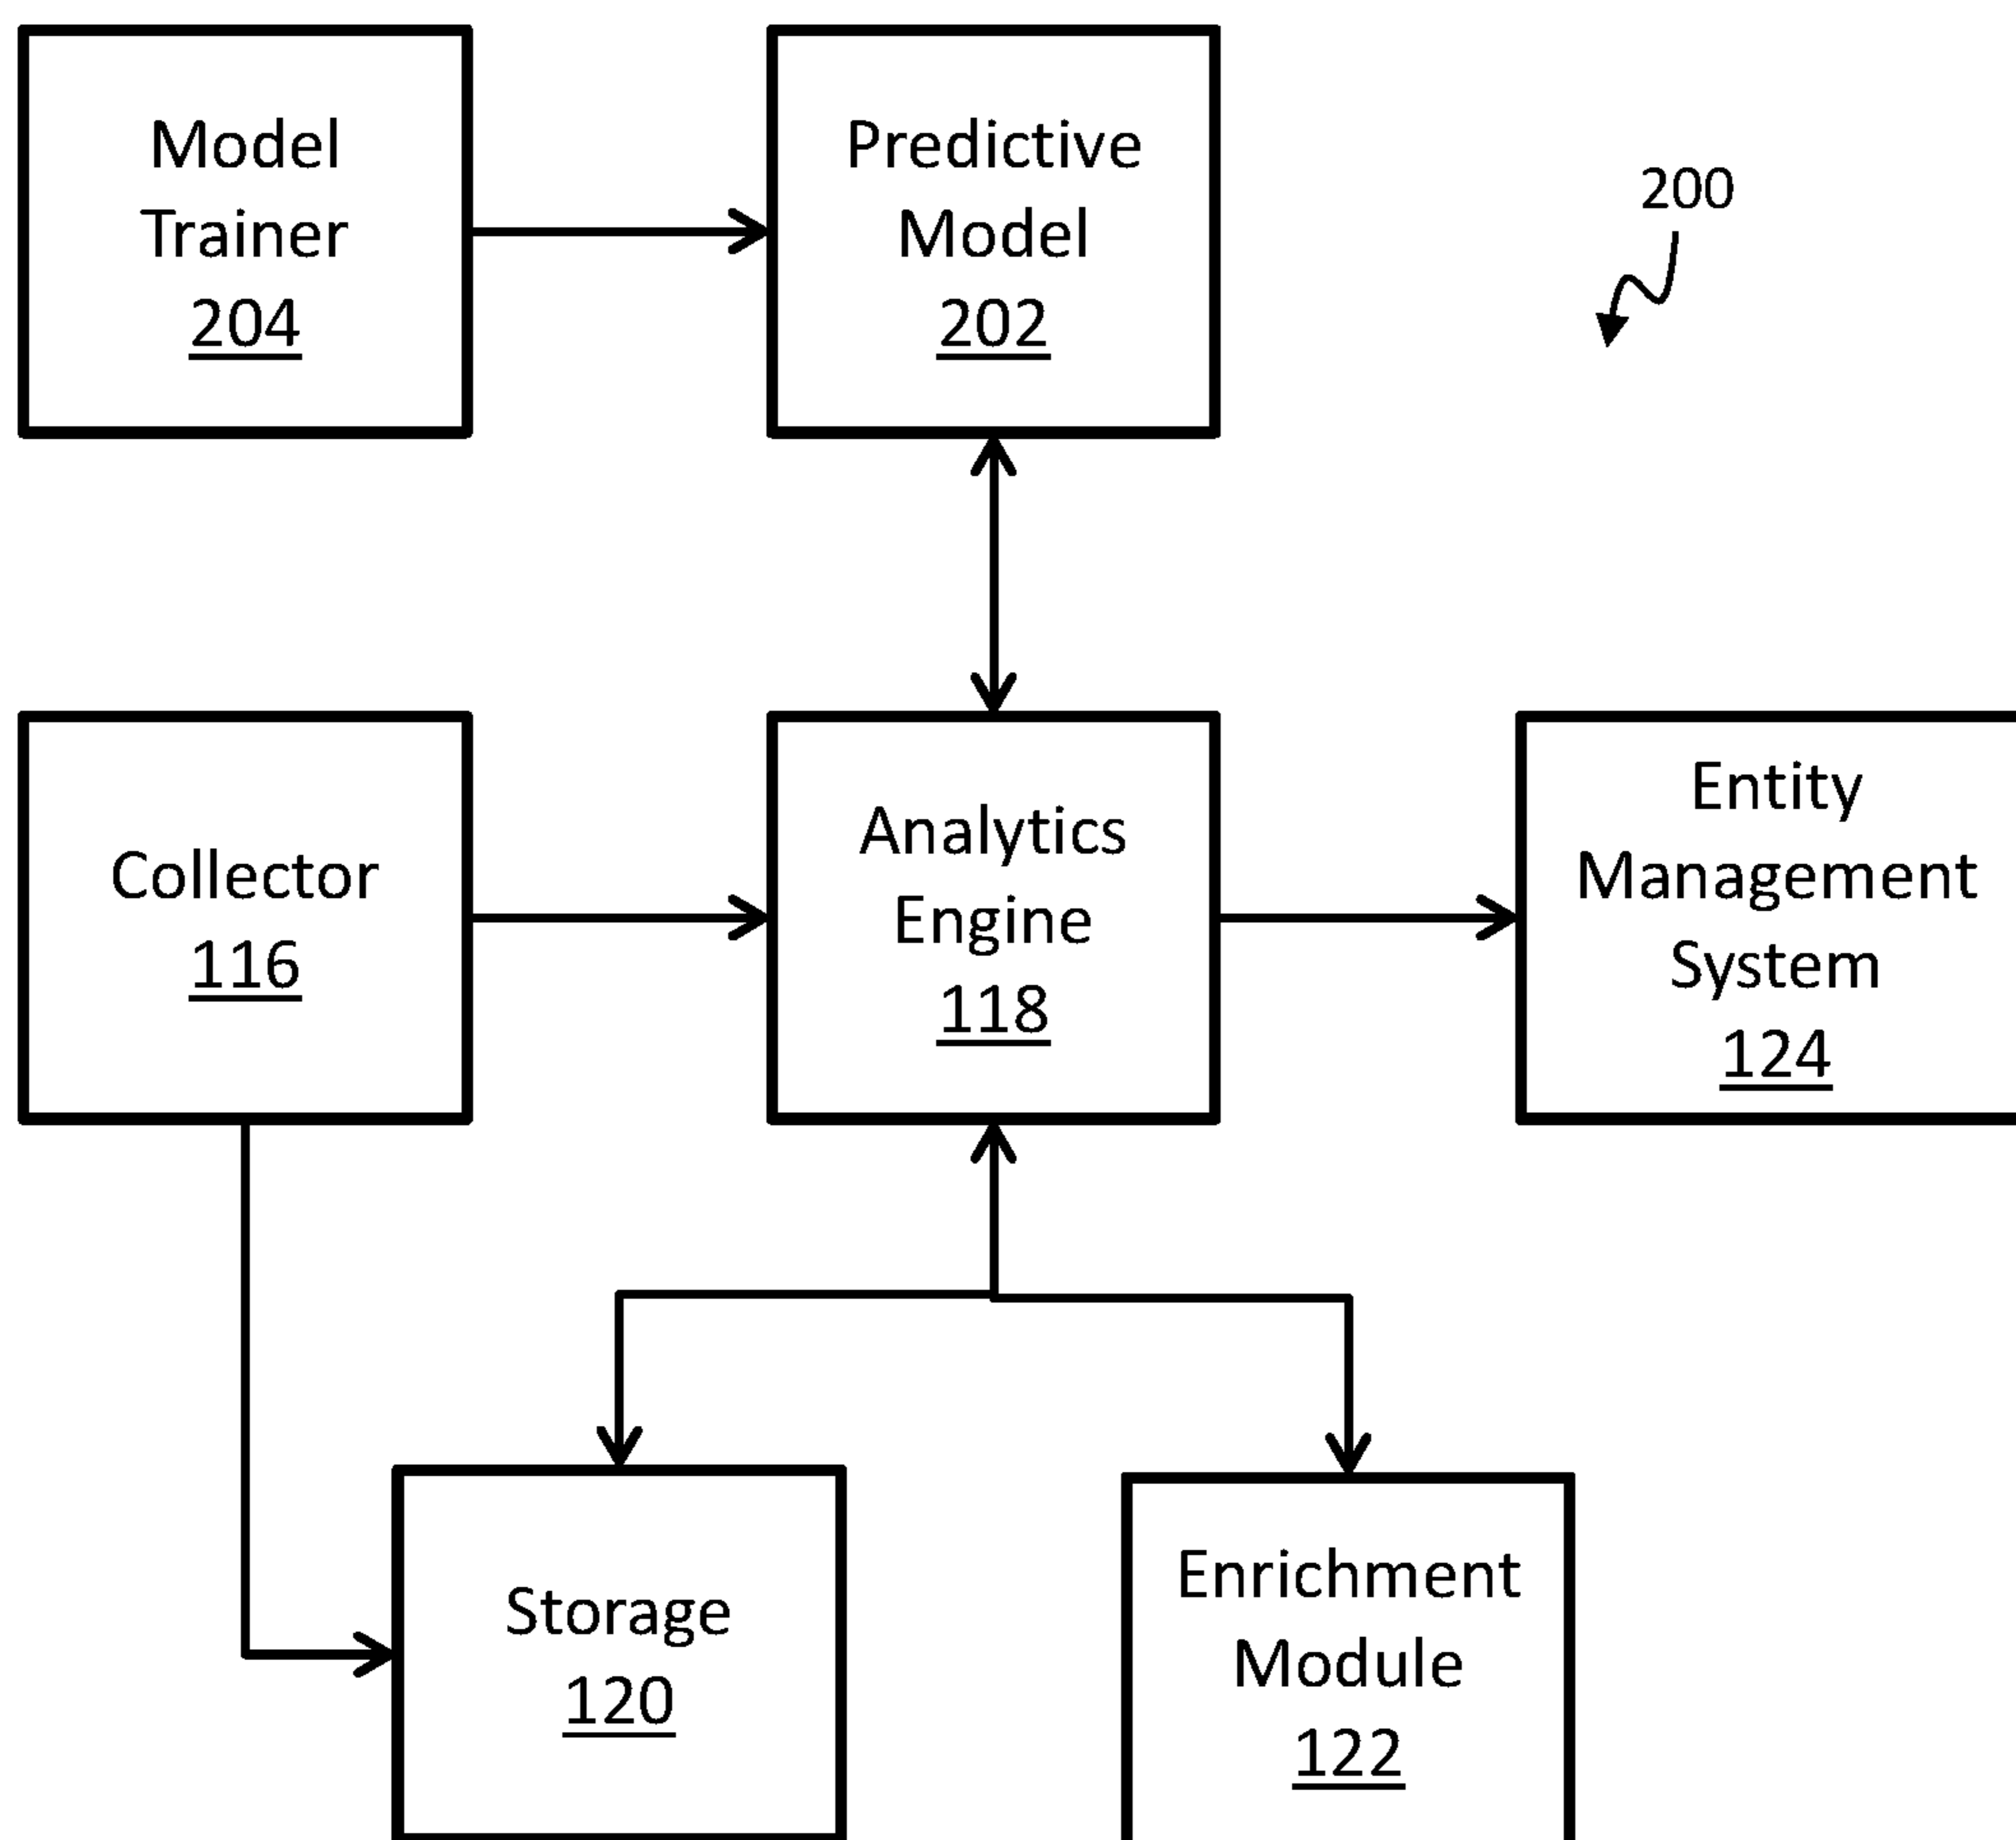 Model
Trainer
204
Predictive
Model
202
200
Collector
116
Analytics
Engine
118
Entity
Management
System
124
Storage
120
Enrichment
Module
122